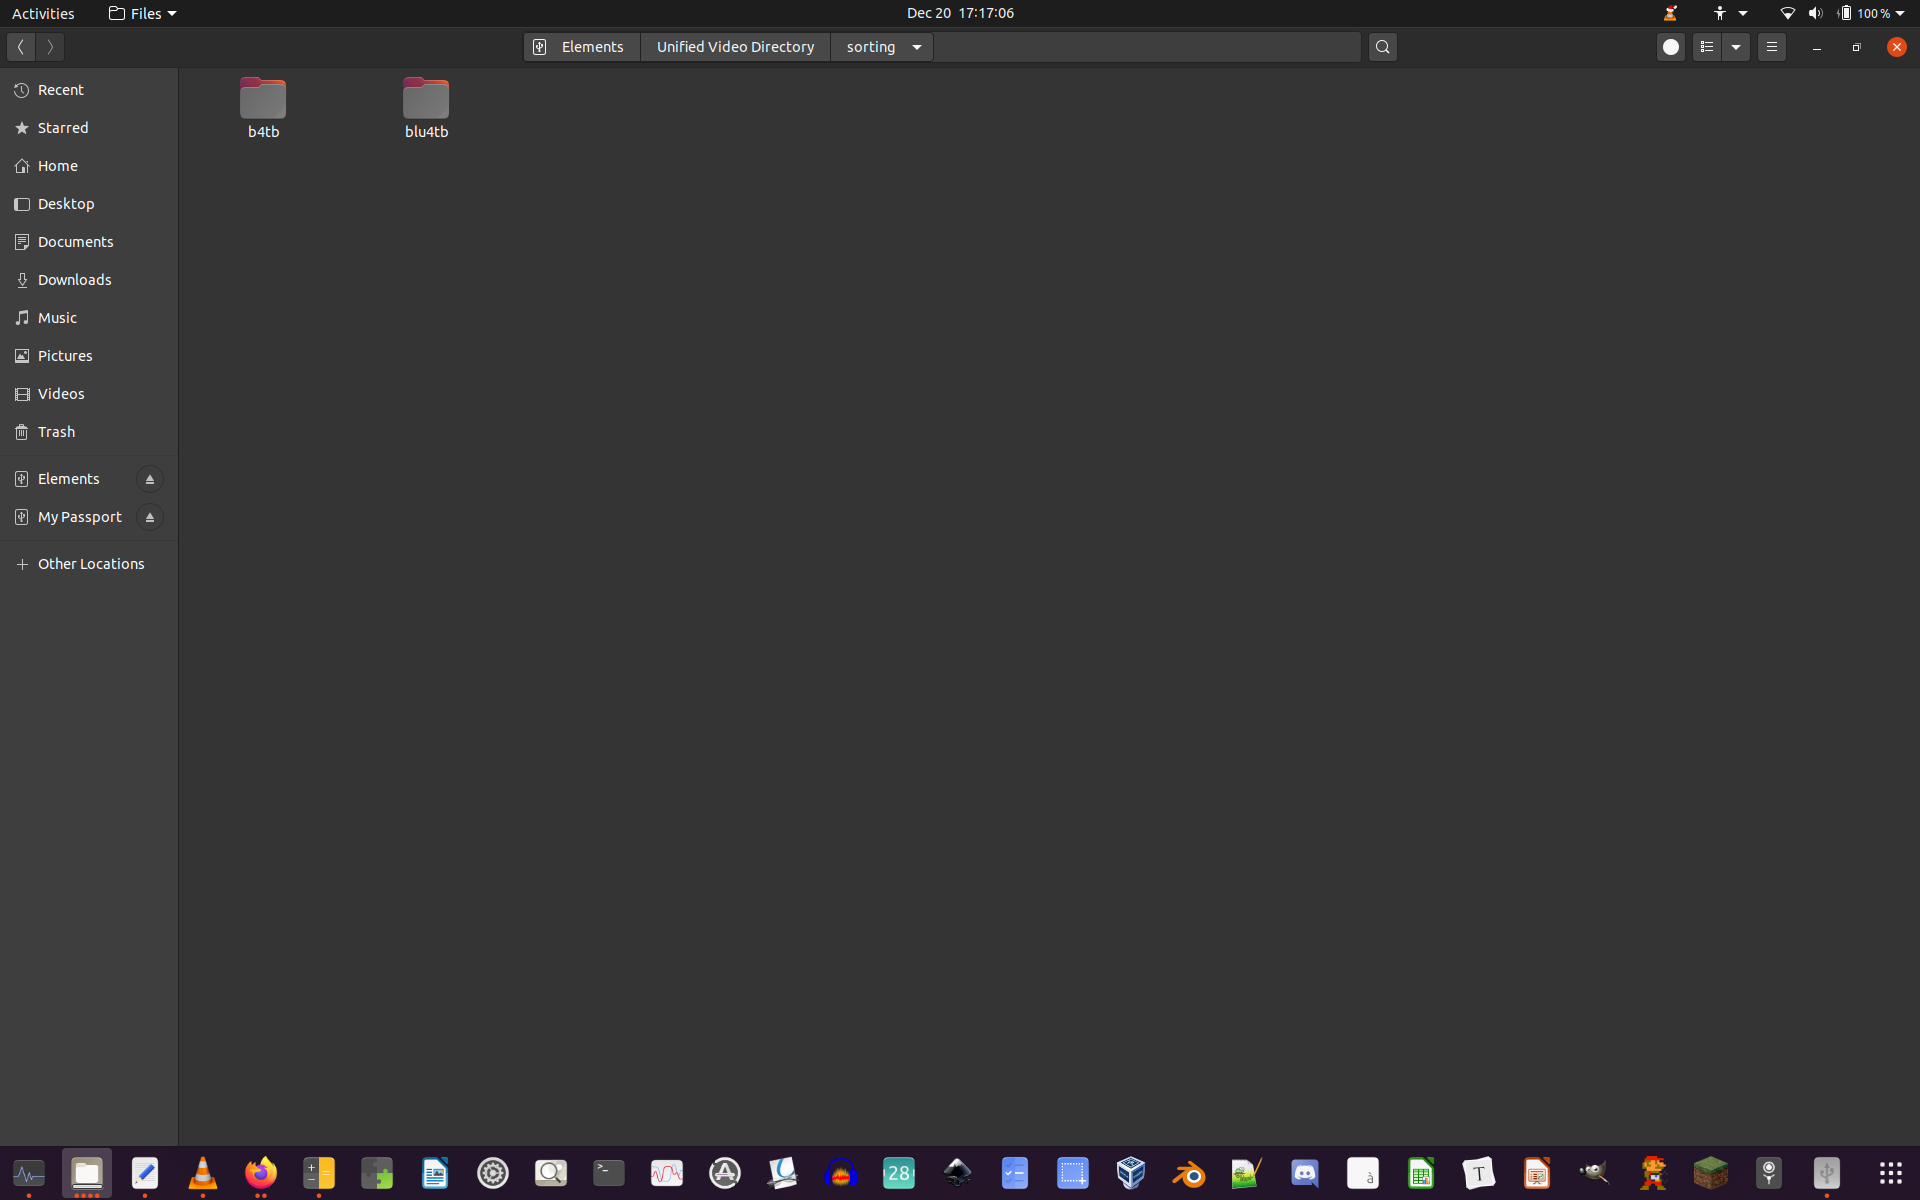 Activities
Files
Dec 20 17:17:06
100 %
Elements
Unified Video Directory
sorting
Recent
Starred
Home
Desktop
Documents
Downloads
Music
Pictures
Videos
Trash
Elements
My Passport
Other Locations
b4tb
blu4tb
28